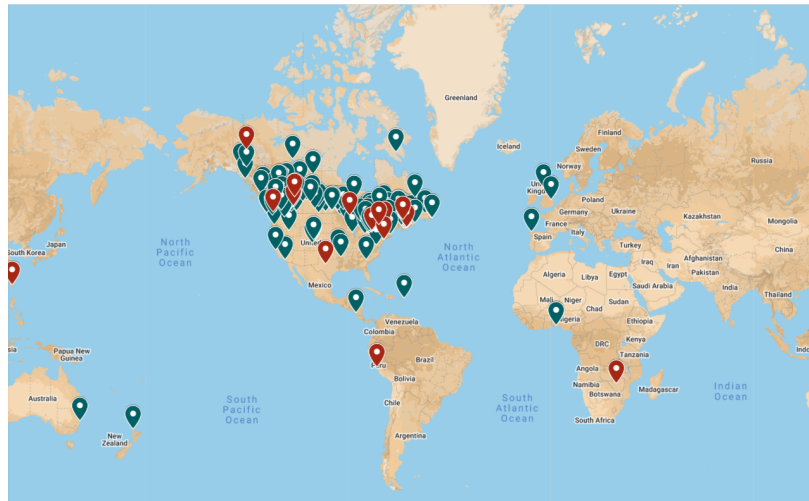 Greenland
Iceland
Finland
Sweden
Norway
Russia
United
Kingdom
Poland
Germany
Ukraine
France
Kazakhstan
Mongolia
Italy
Spain
Turkey
Japan
South Korea
North
Pacific
Ocean
United
North
Atlantic
Ocean
Iraq
Iran
Afghanistan
Pakistan
China
Algeria
Libya
Egypt
Saudi Arabia
India
Thailand
Mexico
Mali
Niger
Chad
Sudan
Nigeria
Ethiopia
Venezuela
Colombia
Kenya
DRC
Tanzania
Papua New
Guinea
Peru
Brazil
Bolivia
Angola
Namibia
Botswana
Madagascar
Indian
Ocean
Australia
South
Pacific
Ocean
Chile
South
Atlantic
Ocean
South Africa
New
Zealand
Argentina